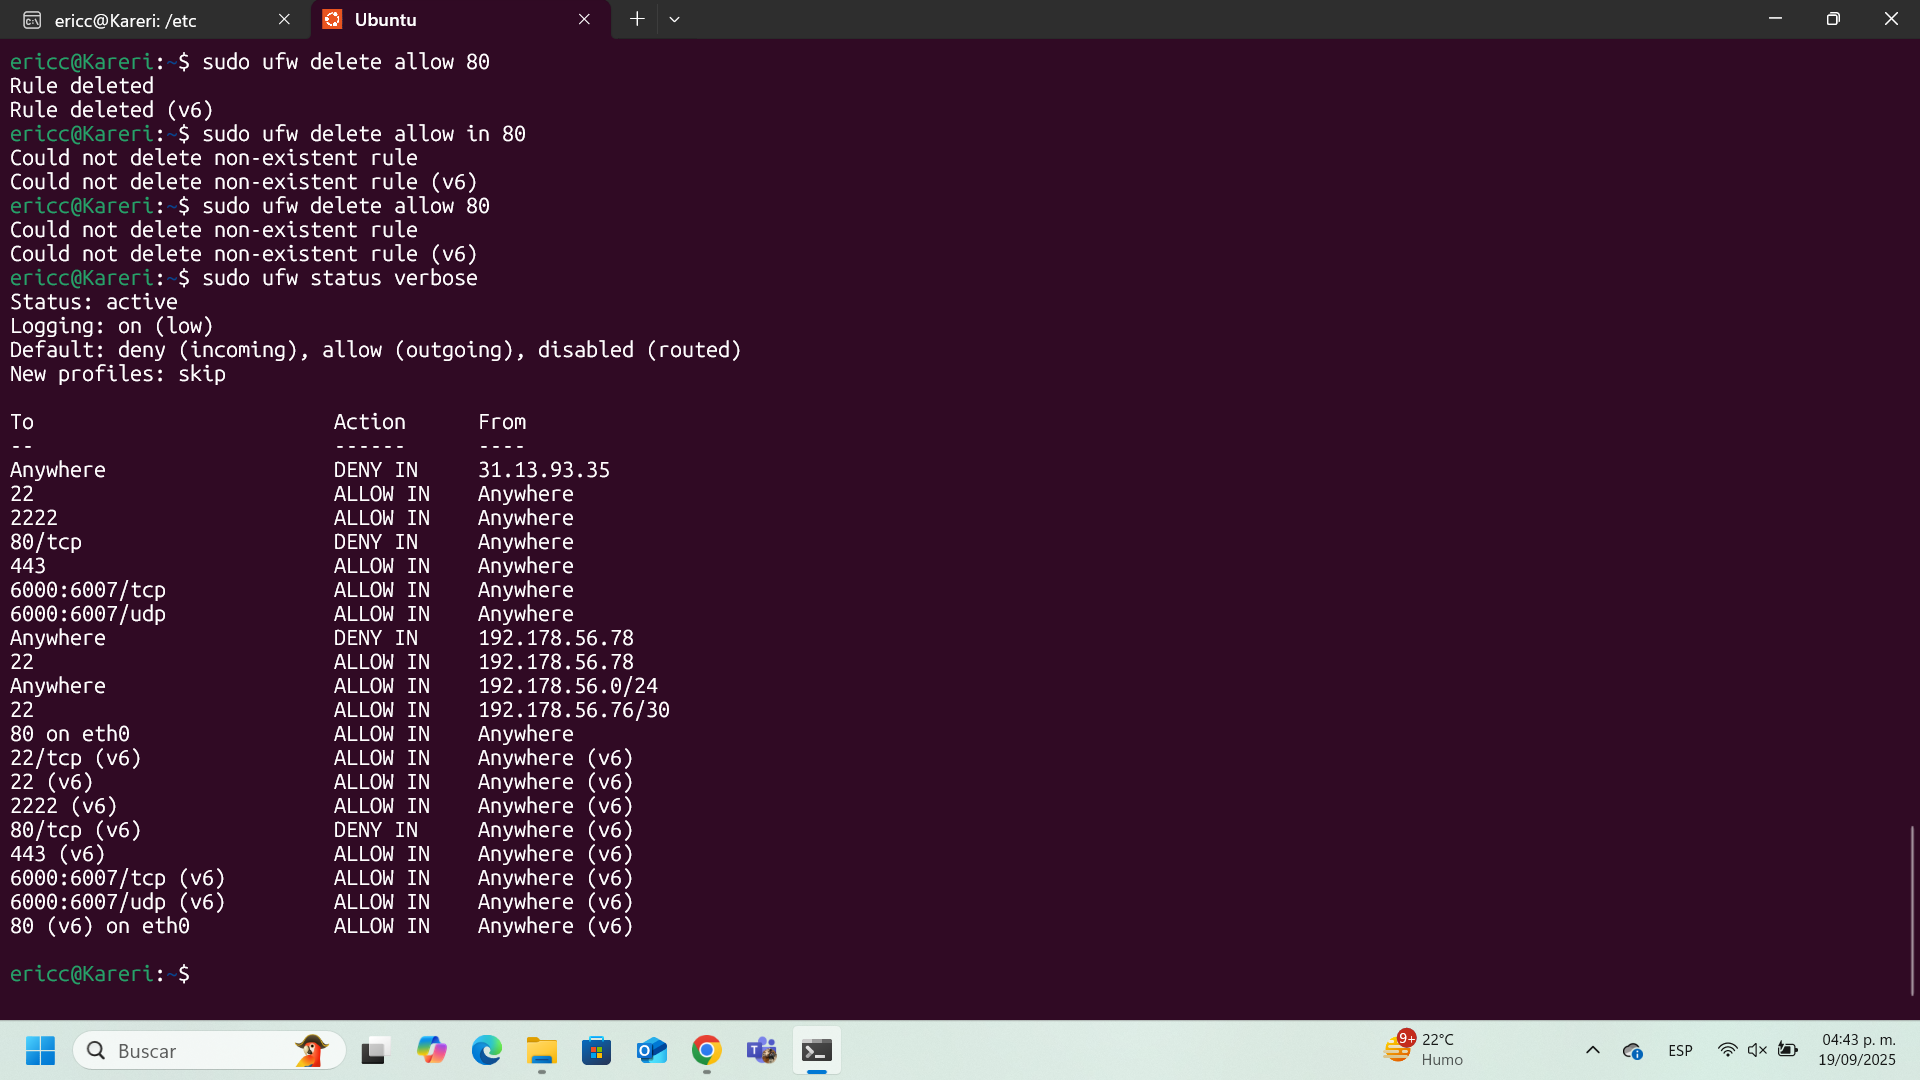 ericc@Kareri: /etc
Ubuntu
ericc@Kareri:~$ sudo ufw delete allow 80
Rule deleted
Rule deleted (v6)
ericc@Kareri:~$ sudo ufw delete allow in 80
Could not delete non-existent rule
Could not delete non-existent rule (v6)
ericc@Kareri:~$ sudo ufw delete allow 80
Could not delete non-existent rule
Could not delete non-existent rule (v6)
ericc@Kareri:~$ sudo ufw status verbose
Status: active
Logging: on (low)
Default: deny (incoming), allow (outgoing), disabled (routed)
New profiles: skip
To                         Action      From
--                         ------      ----
Anywhere                   DENY IN     31.13.93.35
22                         ALLOW IN    Anywhere
2222                       ALLOW IN    Anywhere
80/tcp                     DENY IN     Anywhere
443                        ALLOW IN    Anywhere
6000:6007/tcp              ALLOW IN    Anywhere
6000:6007/udp              ALLOW IN    Anywhere
Anywhere                   DENY IN     192.178.56.78
22                         ALLOW IN    192.178.56.78
Anywhere                   ALLOW IN    192.178.56.0/24
22                         ALLOW IN    192.178.56.76/30
80 on eth0                 ALLOW IN    Anywhere
22/tcp (v6)                ALLOW IN    Anywhere (v6)
22 (v6)                    ALLOW IN    Anywhere (v6)
2222 (v6)                  ALLOW IN    Anywhere (v6)
80/tcp (v6)                DENY IN     Anywhere (v6)
443 (v6)                   ALLOW IN    Anywhere (v6)
6000:6007/tcp (v6)         ALLOW IN    Anywhere (v6)
6000:6007/udp (v6)         ALLOW IN    Anywhere (v6)
80 (v6) on eth0            ALLOW IN    Anywhere (v6)
ericc@Kareri:~$
Buscar
9+
22°C
Humo
ESP
04:43 p. m.
19/09/2025